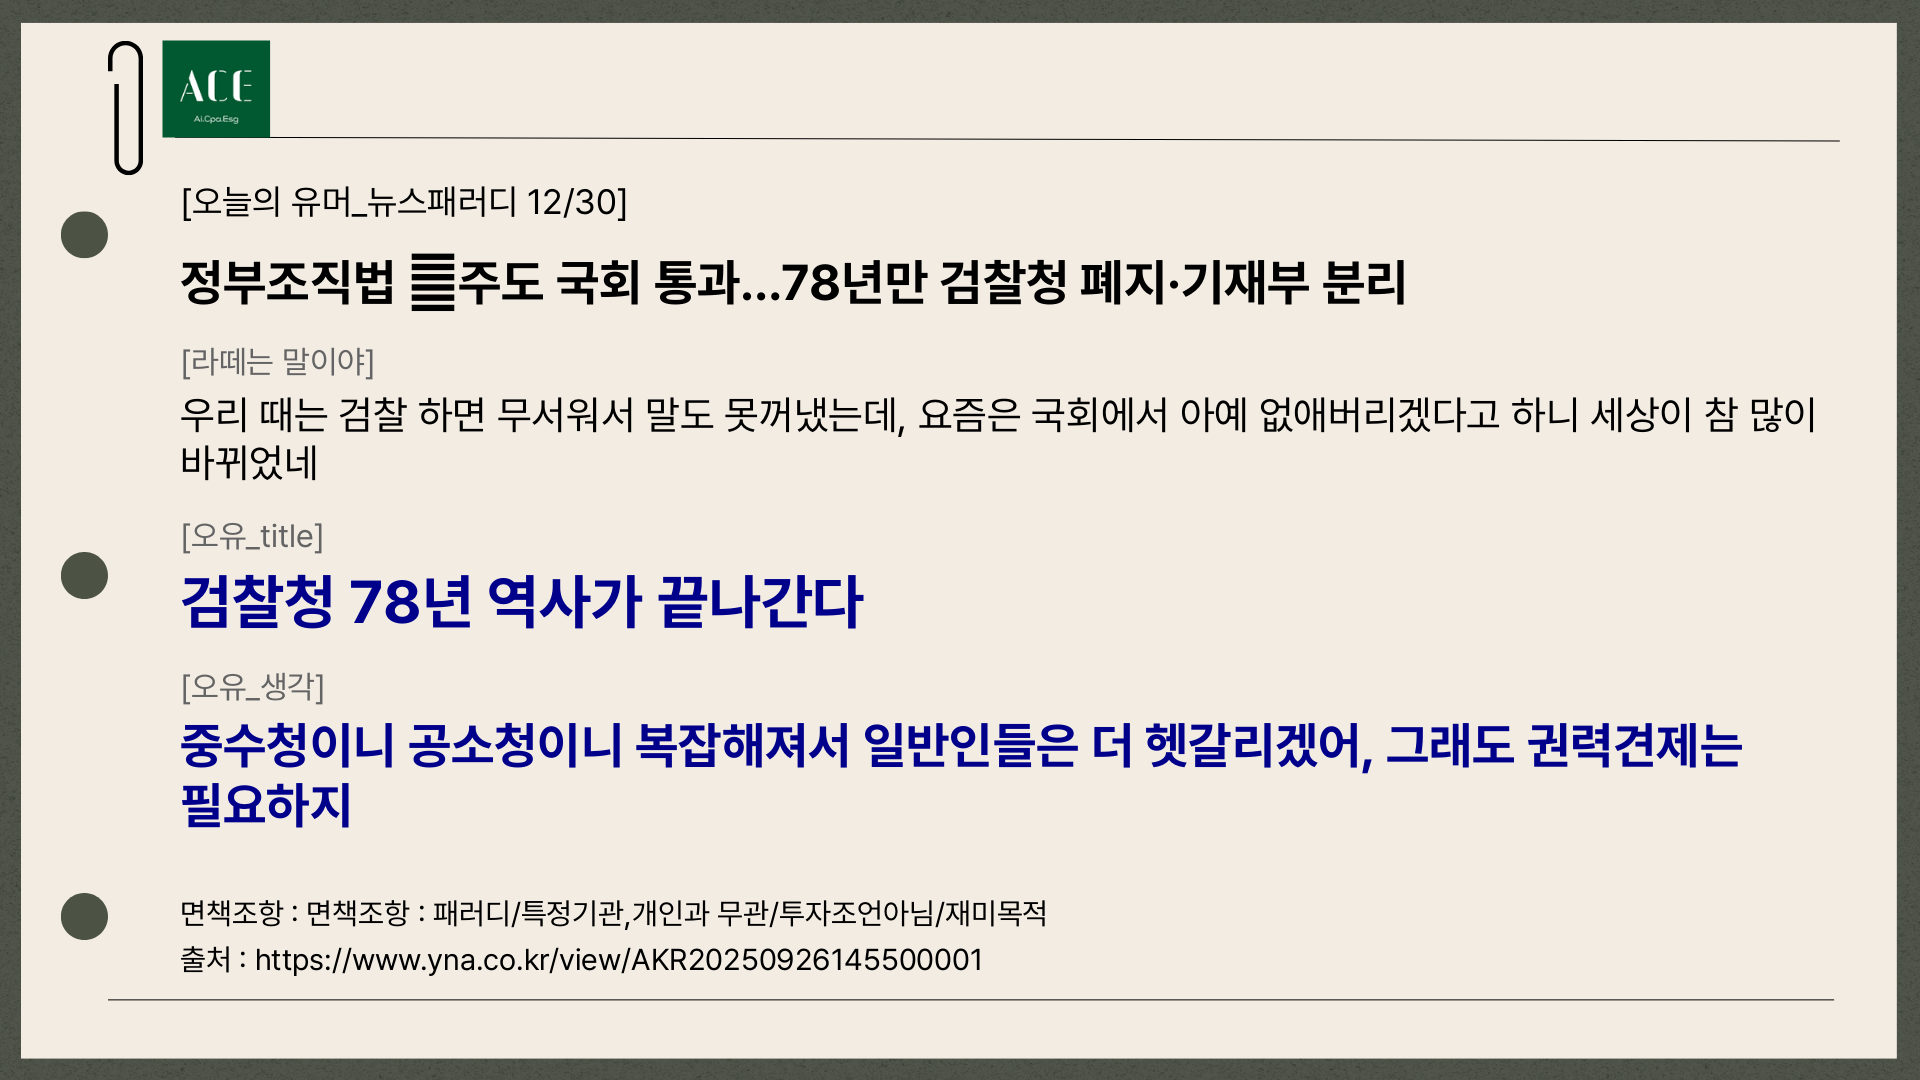 ACE
Ai.Cpa.Esg
[오늘의 유머_뉴스패러디 12/30]
정부조직법 주도 국회 통과...78년만 검찰청 폐지·기재부 분리
[라떼는 말이야]
우리 때는 검찰 하면 무서워서 말도 못꺼냈는데, 요즘은 국회에서 아예 없애버리겠다고 하니 세상이 참 많이
바뀌었네
[오유_title]
검찰청 78년 역사가 끝나간다
[오유_생각]
중수청이니 공소청이니 복잡해져서 일반인들은 더 헷갈리겠어, 그래도 권력견제는
필요하지
면책조항 : 면책조항 : 패러디/특정기관,개인과 무관/투자조언아님/재미목적
출처 : https://www.yna.co.kr/view/AKR20250926145500001